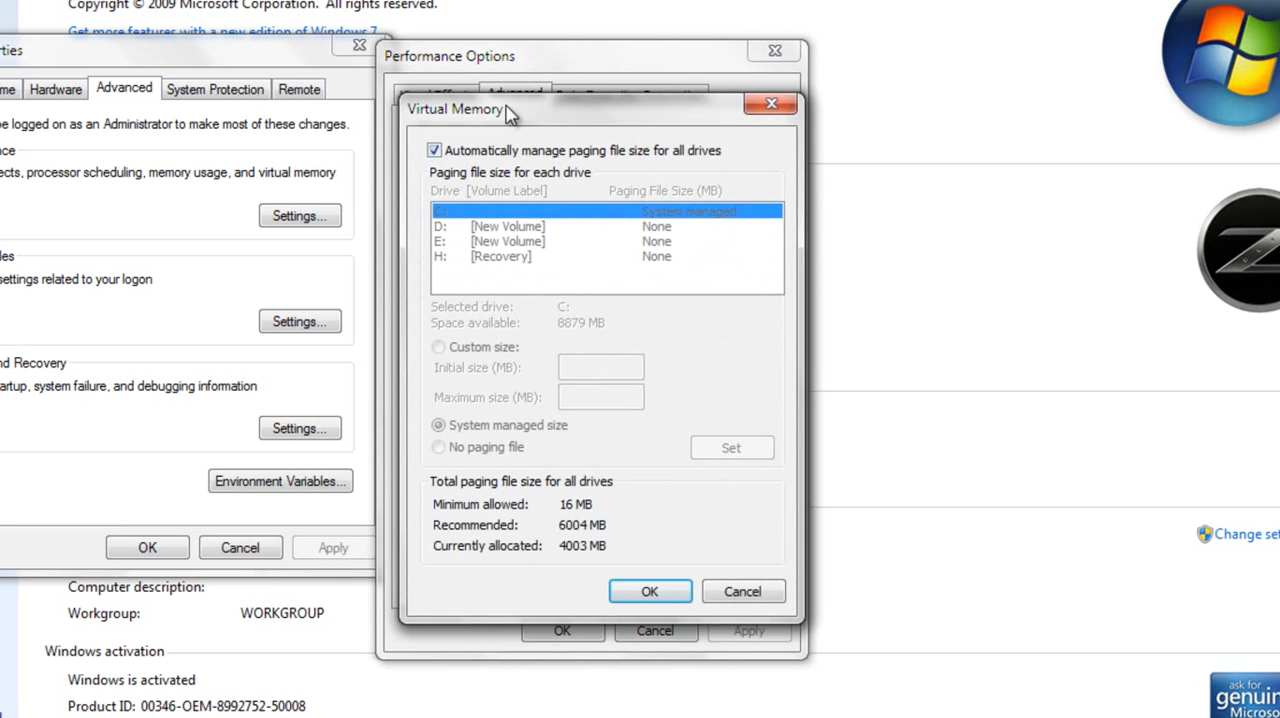 Copyright © 2009 Microsoft Corporation. All rights reserved.
Get more features with a new edition of Windows 7
rties
Performance Options
me Hardware Advanced System Protection Remote
Advanced
Virtual Memory
be logged on as an Administrator to make most of these changes.
nce
ects, processor scheduling, memory usage, and virtual memory
Settings...
les
settings related to your logon
Settings...
nd Recovery
artup, system failure, and debugging information
Settings...
Environment Variables...
OK Cancel Apply
Automatically manage paging file size for all drives
Paging file size for each drive
Drive [Volume Label] Paging File Size (MB)
C: System managed
D: [New Volume] None
E: [New Volume] None
H: [Recovery] None
Selected drive: C:
Space available: 8879 MB
Custom size:
Initial size (MB):
Maximum size (MB):
System managed size
No paging file Set
Total paging file size for all drives
Minimum allowed: 16 MB
Recommended: 6004 MB
Currently allocated: 4003 MB
OK Cancel
OK Cancel Apply
Change set
Computer description:
Workgroup: WORKGROUP
Windows activation
Windows is activated
Product ID: 00346-OEM-8992752-50008
ask for
genuin
Microso